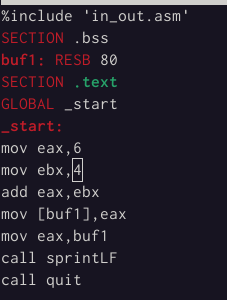 %include 'in_out.asm'
SECTION .bss
buf1: RESB 80
SECTION .text
GLOBAL _start
_start:
mov eax,6
mov ebx,4
add eax,ebx
mov [buf1],eax
mov eax,buf1
call sprintLF
call quit